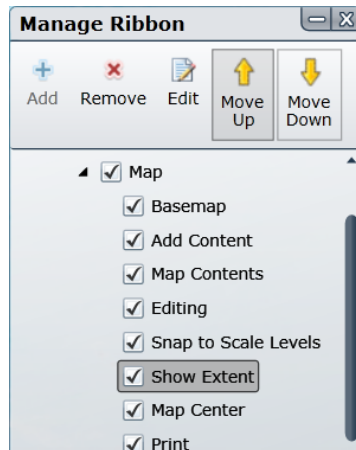 Manage Ribbon
Add Remove Edit Move Up Move Down
Map
Basemap
Add Content
Map Contents
Editing
Snap to Scale Levels
Show Extent
Map Center
Print